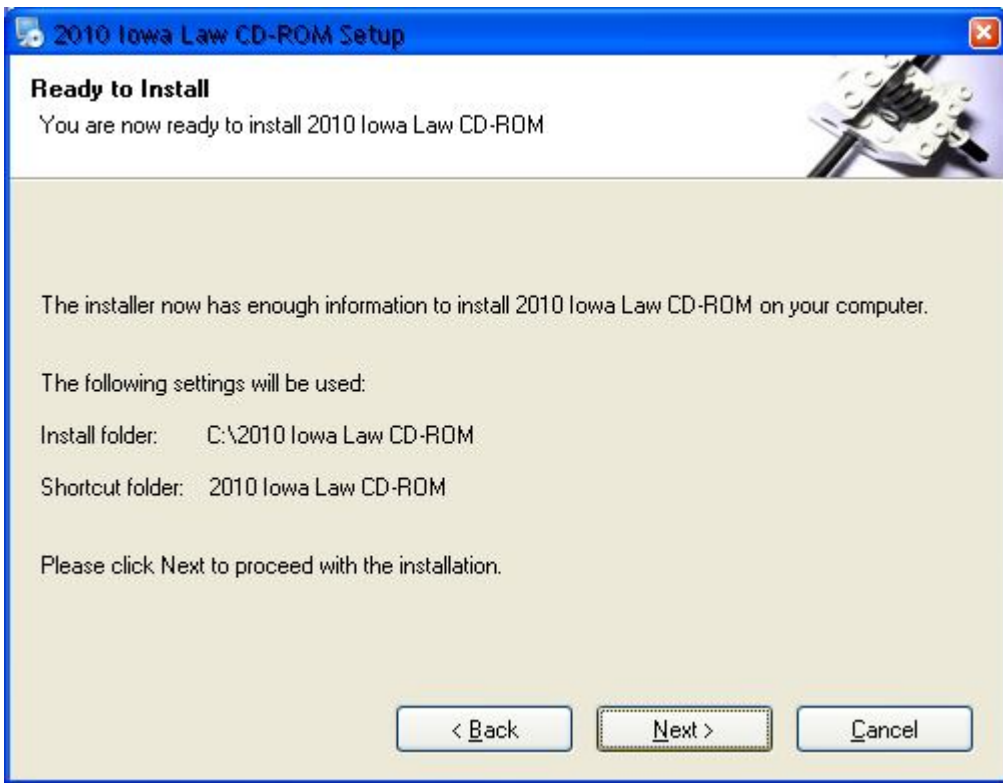 2010 Iowa Law CD-ROM Setup
Ready to Install
You are now ready to install 2010 Iowa Law CD-ROM
The installer now has enough information to install 2010 Iowa Law CD-ROM on your computer.
The following settings will be used:
Install folder: C:\2010 Iowa Law CD-ROM
Shortcut folder: 2010 Iowa Law CD-ROM
Please click Next to proceed with the installation.
< Back Next > Cancel